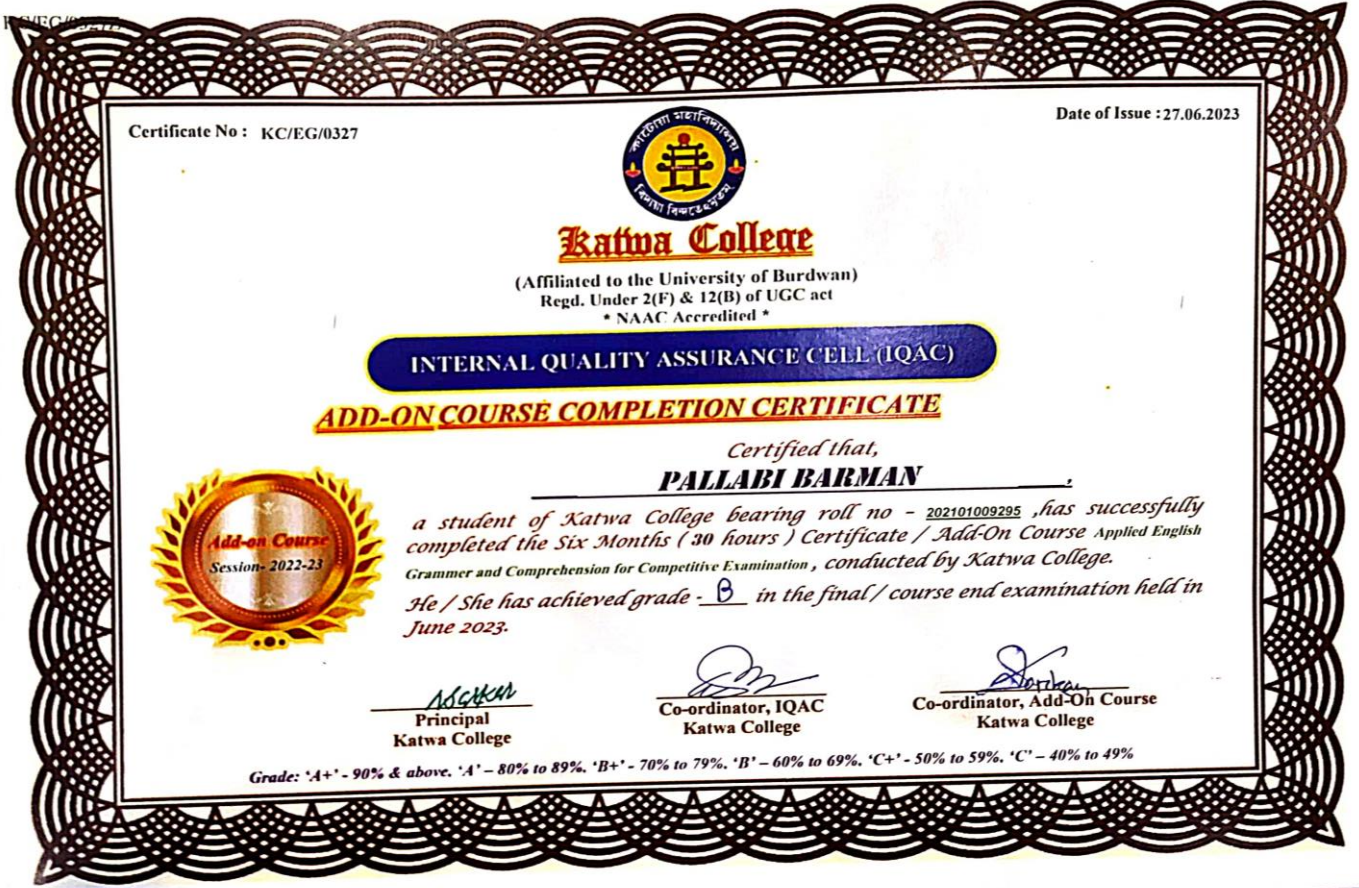 KC/EG/0327
Certificate No : KC/EG/0327
Date of Issue :27.06.2023
কাটোয়া মহাবিদ্যালয়
Katwa College
(Affiliated to the University of Burdwan)
Regd. Under 2(F) & 12(B) of UGC act
* NAAC Accredited *
INTERNAL QUALITY ASSURANCE CELL (IQAC)
ADD-ON COURSE COMPLETION CERTIFICATE
Certified that,
PALLABI BARMAN ,
Add-on Course
Session- 2022-23
a student of Katwa College bearing roll no - 202101009295 ,has successfully
completed the Six Months ( 30 hours ) Certificate / Add-On Course Applied English
Grammer and Comprehension for Competitive Examination , conducted by Katwa College.
He / She has achieved grade - B in the final / course end examination held in
June 2023.
Principal
Katwa College
Co-ordinator, IQAC
Katwa College
Co-ordinator, Add-On Course
Katwa College
Grade: 'A+' - 90% & above. 'A' – 80% to 89%. 'B+' - 70% to 79%. 'B' – 60% to 69%. 'C+' - 50% to 59%. 'C' – 40% to 49%